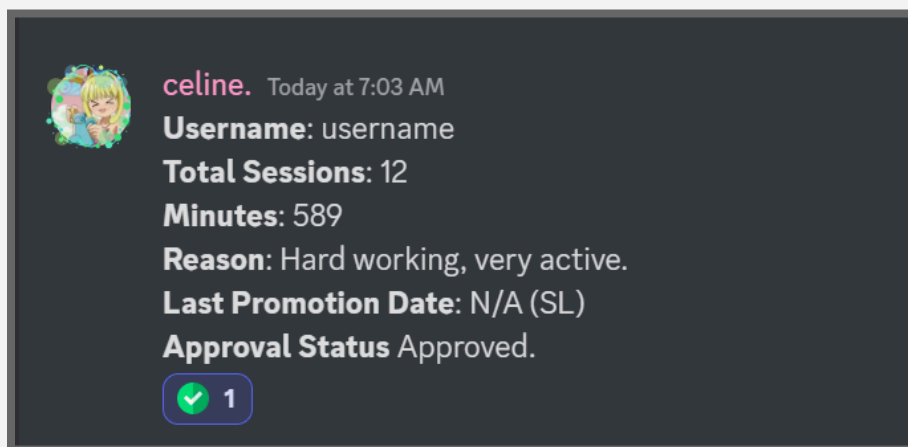 celine. Today at 7:03 AM
Username: username
Total Sessions: 12
Minutes: 589
Reason: Hard working, very active.
Last Promotion Date: N/A (SL)
Approval Status Approved.
1